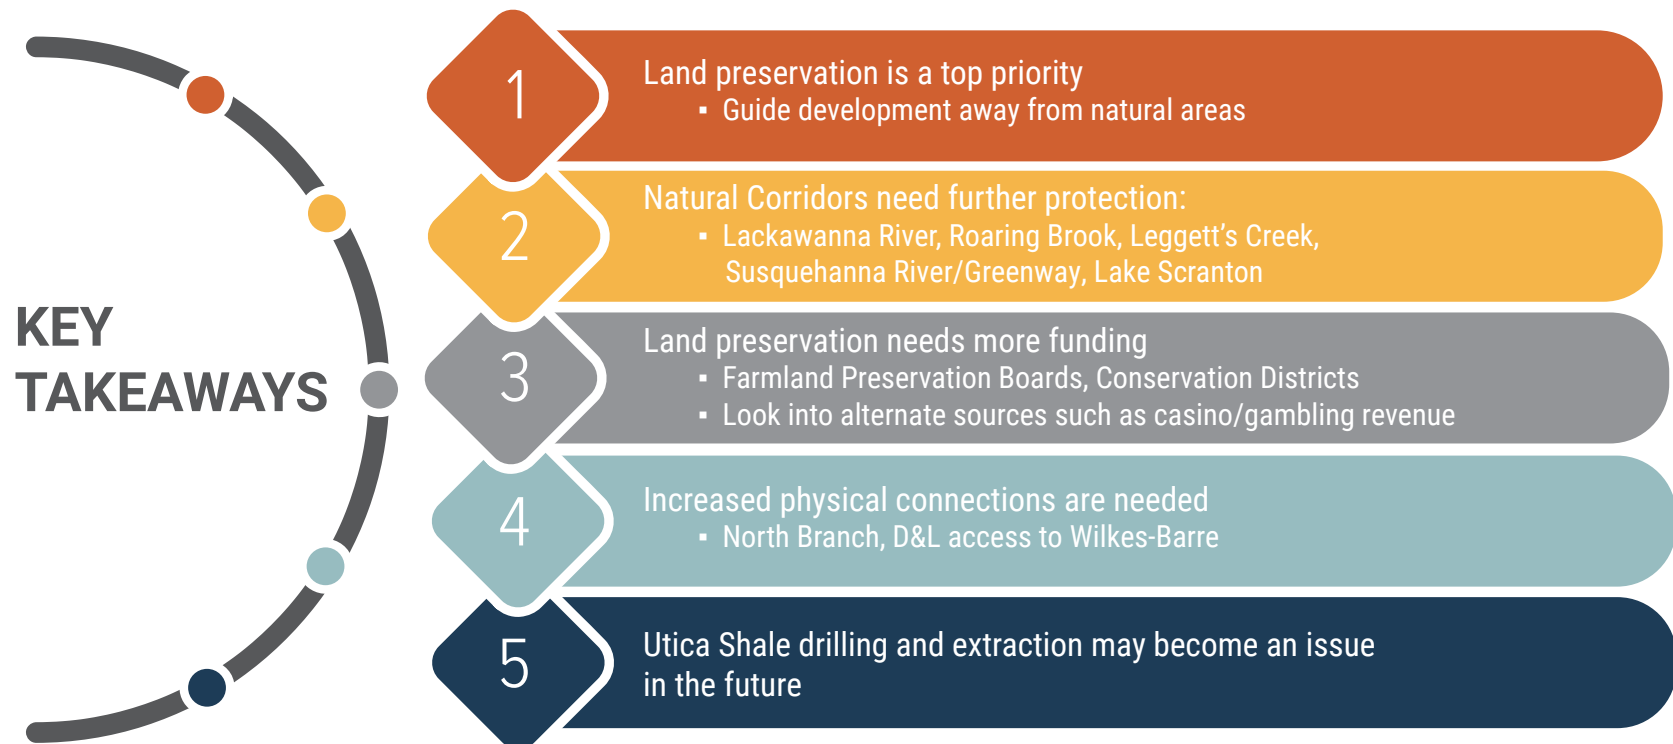 KEY
TAKEAWAYS
1
Land preservation is a top priority
▪ Guide development away from natural areas
2
Natural Corridors need further protection:
▪ Lackawanna River, Roaring Brook, Leggett's Creek,
Susquehanna River/Greenway, Lake Scranton
3
Land preservation needs more funding
▪ Farmland Preservation Boards, Conservation Districts
▪ Look into alternate sources such as casino/gambling revenue
4
Increased physical connections are needed
▪ North Branch, D&L access to Wilkes-Barre
5
Utica Shale drilling and extraction may become an issue
in the future